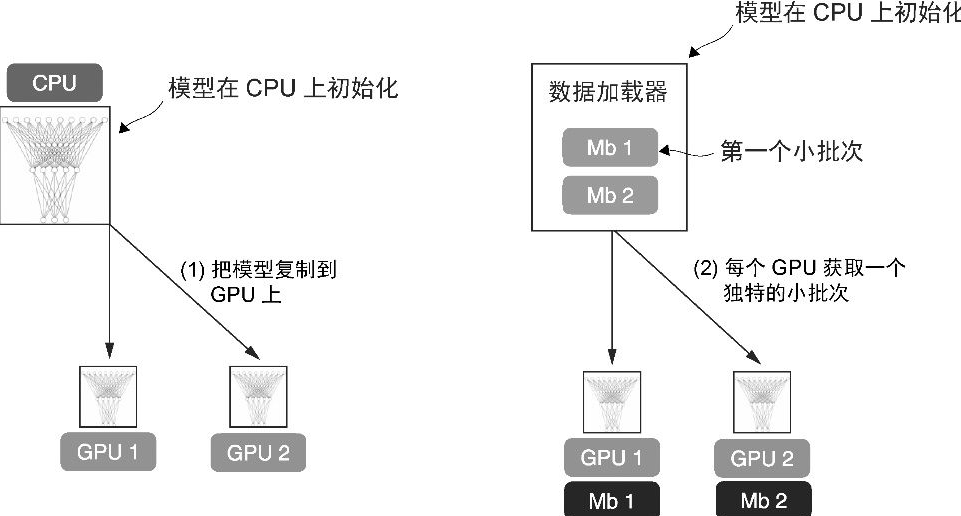 CPU
模型在 CPU 上初始化
(1) 把模型复制到
GPU 上
GPU 1
GPU 2
模型在 CPU 上初始化
数据加载器
Mb 1
第一个小批次
Mb 2
(2) 每个 GPU 获取一个
独特的小批次
GPU 1
GPU 2
Mb 1
Mb 2